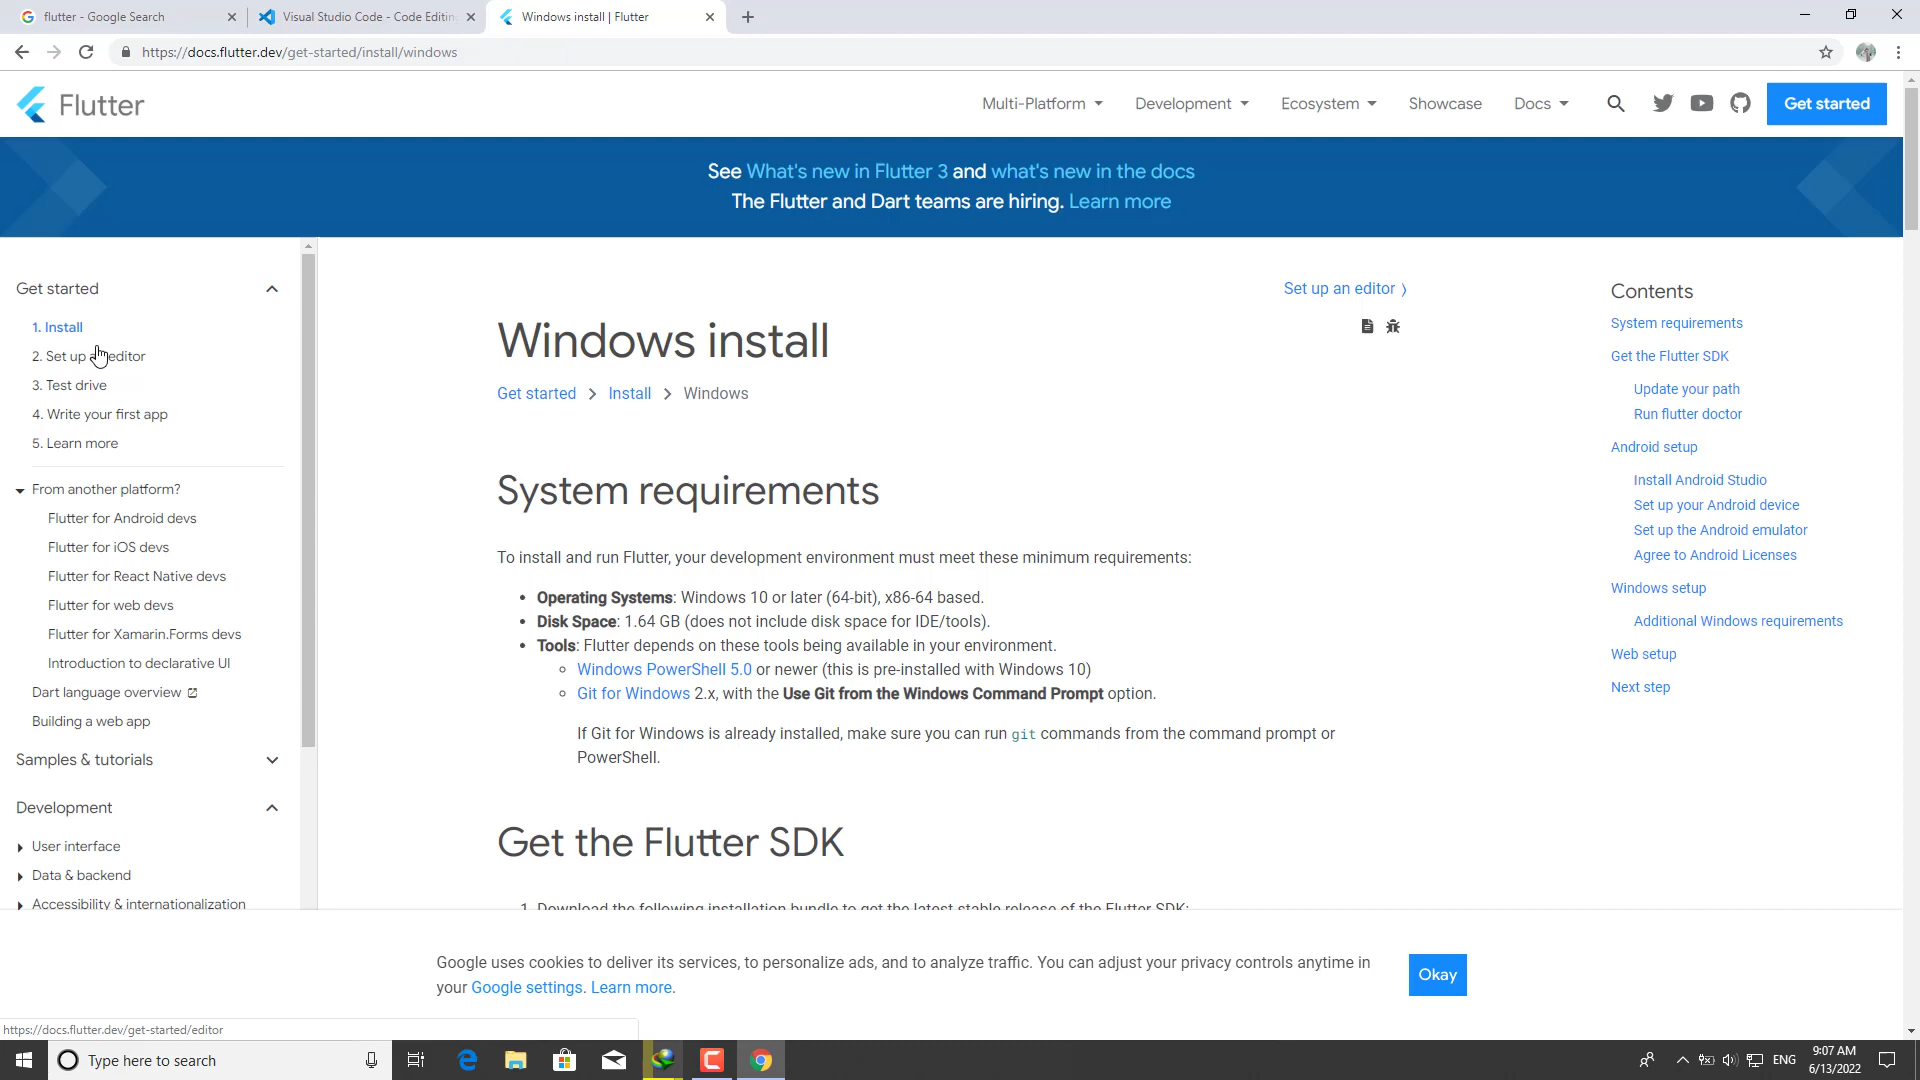 flutter - Google Search
Visual Studio Code - Code Editin
Windows install | Flutter
https://docs.flutter.dev/get-started/install/windows
Flutter
Multi-Platform
Development
Ecosystem
Showcase
Docs
Get started
See What's new in Flutter 3 and what's new in the docs
The Flutter and Dart teams are hiring. Learn more
Get started
1. Install
2. Set up editor
3. Test drive
4. Write your first app
5. Learn more
From another platform?
Flutter for Android devs
Flutter for iOS devs
Flutter for React Native devs
Flutter for web devs
Flutter for Xamarin.Forms devs
Introduction to declarative UI
Dart language overview
Building a web app
Samples & tutorials
Development
User interface
Data & backend
Accessibility & internationalization
Set up an editor
Windows install
Get started
Install
Windows
System requirements
To install and run Flutter, your development environment must meet these minimum requirements:
• Operating Systems: Windows 10 or later (64-bit), x86-64 based.
• Disk Space: 1.64 GB (does not include disk space for IDE/tools).
• Tools: Flutter depends on these tools being available in your environment.
Windows PowerShell 5.0 or newer (this is pre-installed with Windows 10)
Git for Windows 2.x, with the Use Git from the Windows Command Prompt option.
If Git for Windows is already installed, make sure you can run git commands from the command prompt or
PowerShell.
Get the Flutter SDK
1. Download the following installation bundle to get the latest stable release of the Flutter SDK:
Contents
System requirements
Get the Flutter SDK
Update your path
Run flutter doctor
Android setup
Install Android Studio
Set up your Android device
Set up the Android emulator
Agree to Android Licenses
Windows setup
Additional Windows requirements
Web setup
Next step
Google uses cookies to deliver its services, to personalize ads, and to analyze traffic. You can adjust your privacy controls anytime in
your Google settings. Learn more.
Okay
https://docs.flutter.dev/get-started/editor
Type here to search
ENG
9:07 AM
6/13/2022